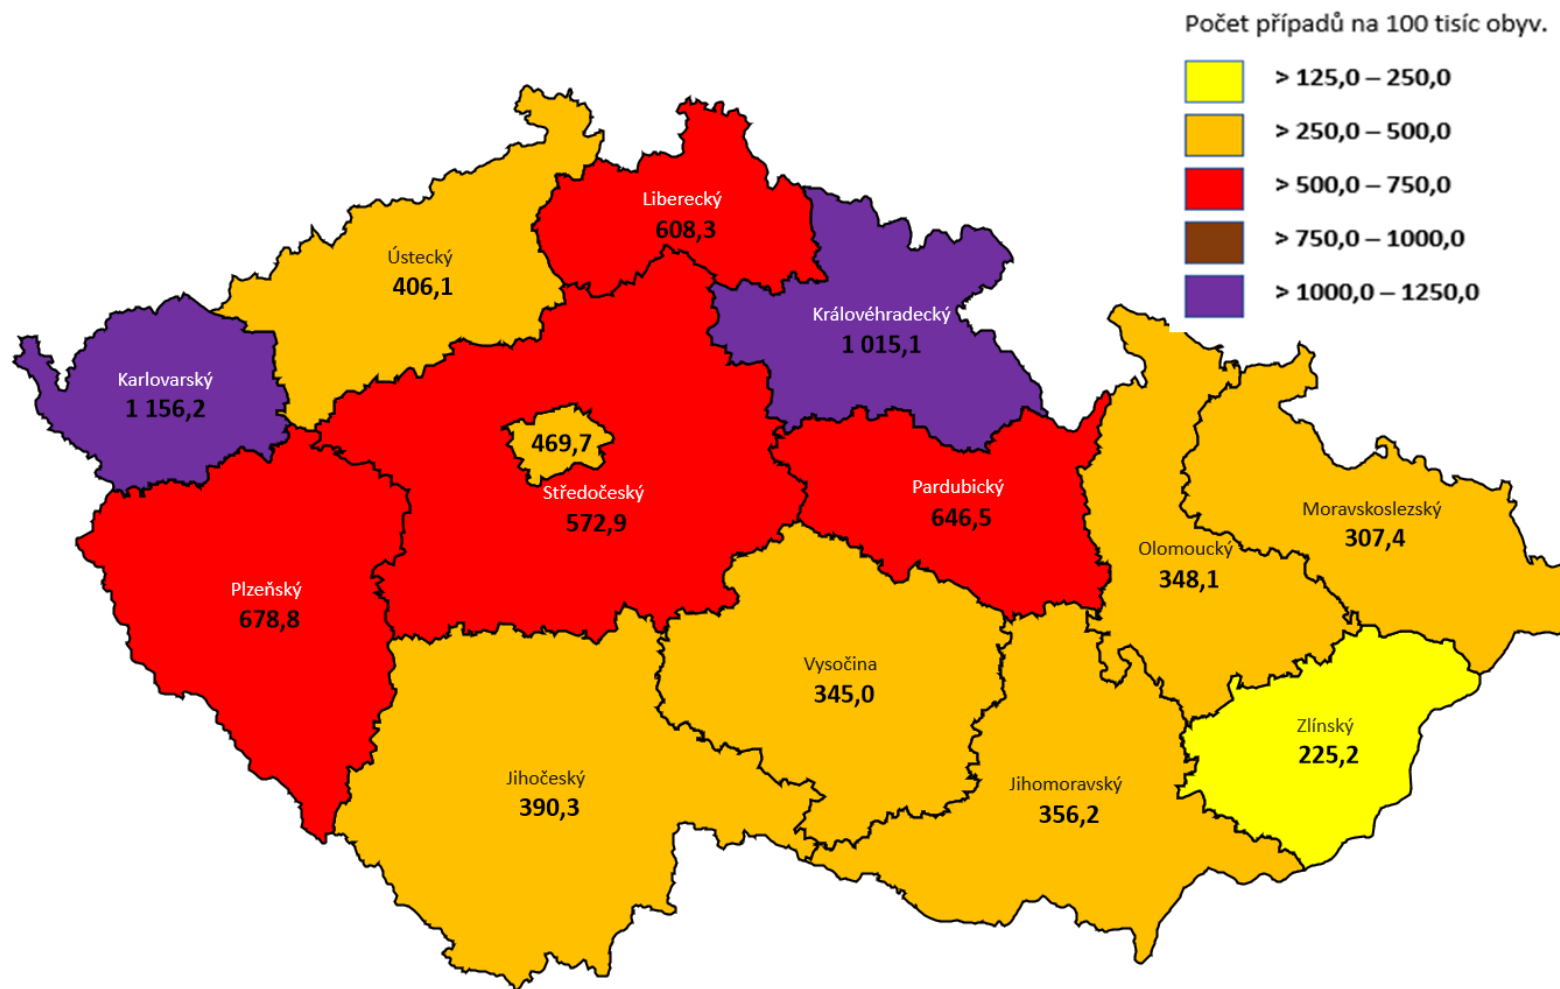 Počet případů na 100 tisíc obyv.
> 125,0 – 250,0
> 250,0 – 500,0
> 500,0 – 750,0
> 750,0 – 1000,0
> 1000,0 – 1250,0
Liberecký
608,3
Ústecký
406,1
Královéhradecký
1 015,1
Karlovarský
1 156,2
469,7
Středočeský
572,9
Pardubický
646,5
Moravskoslezský
307,4
Olomoucký
348,1
Plzeňský
678,8
Vysočina
345,0
Zlínský
225,2
Jihočeský
390,3
Jihomoravský
356,2